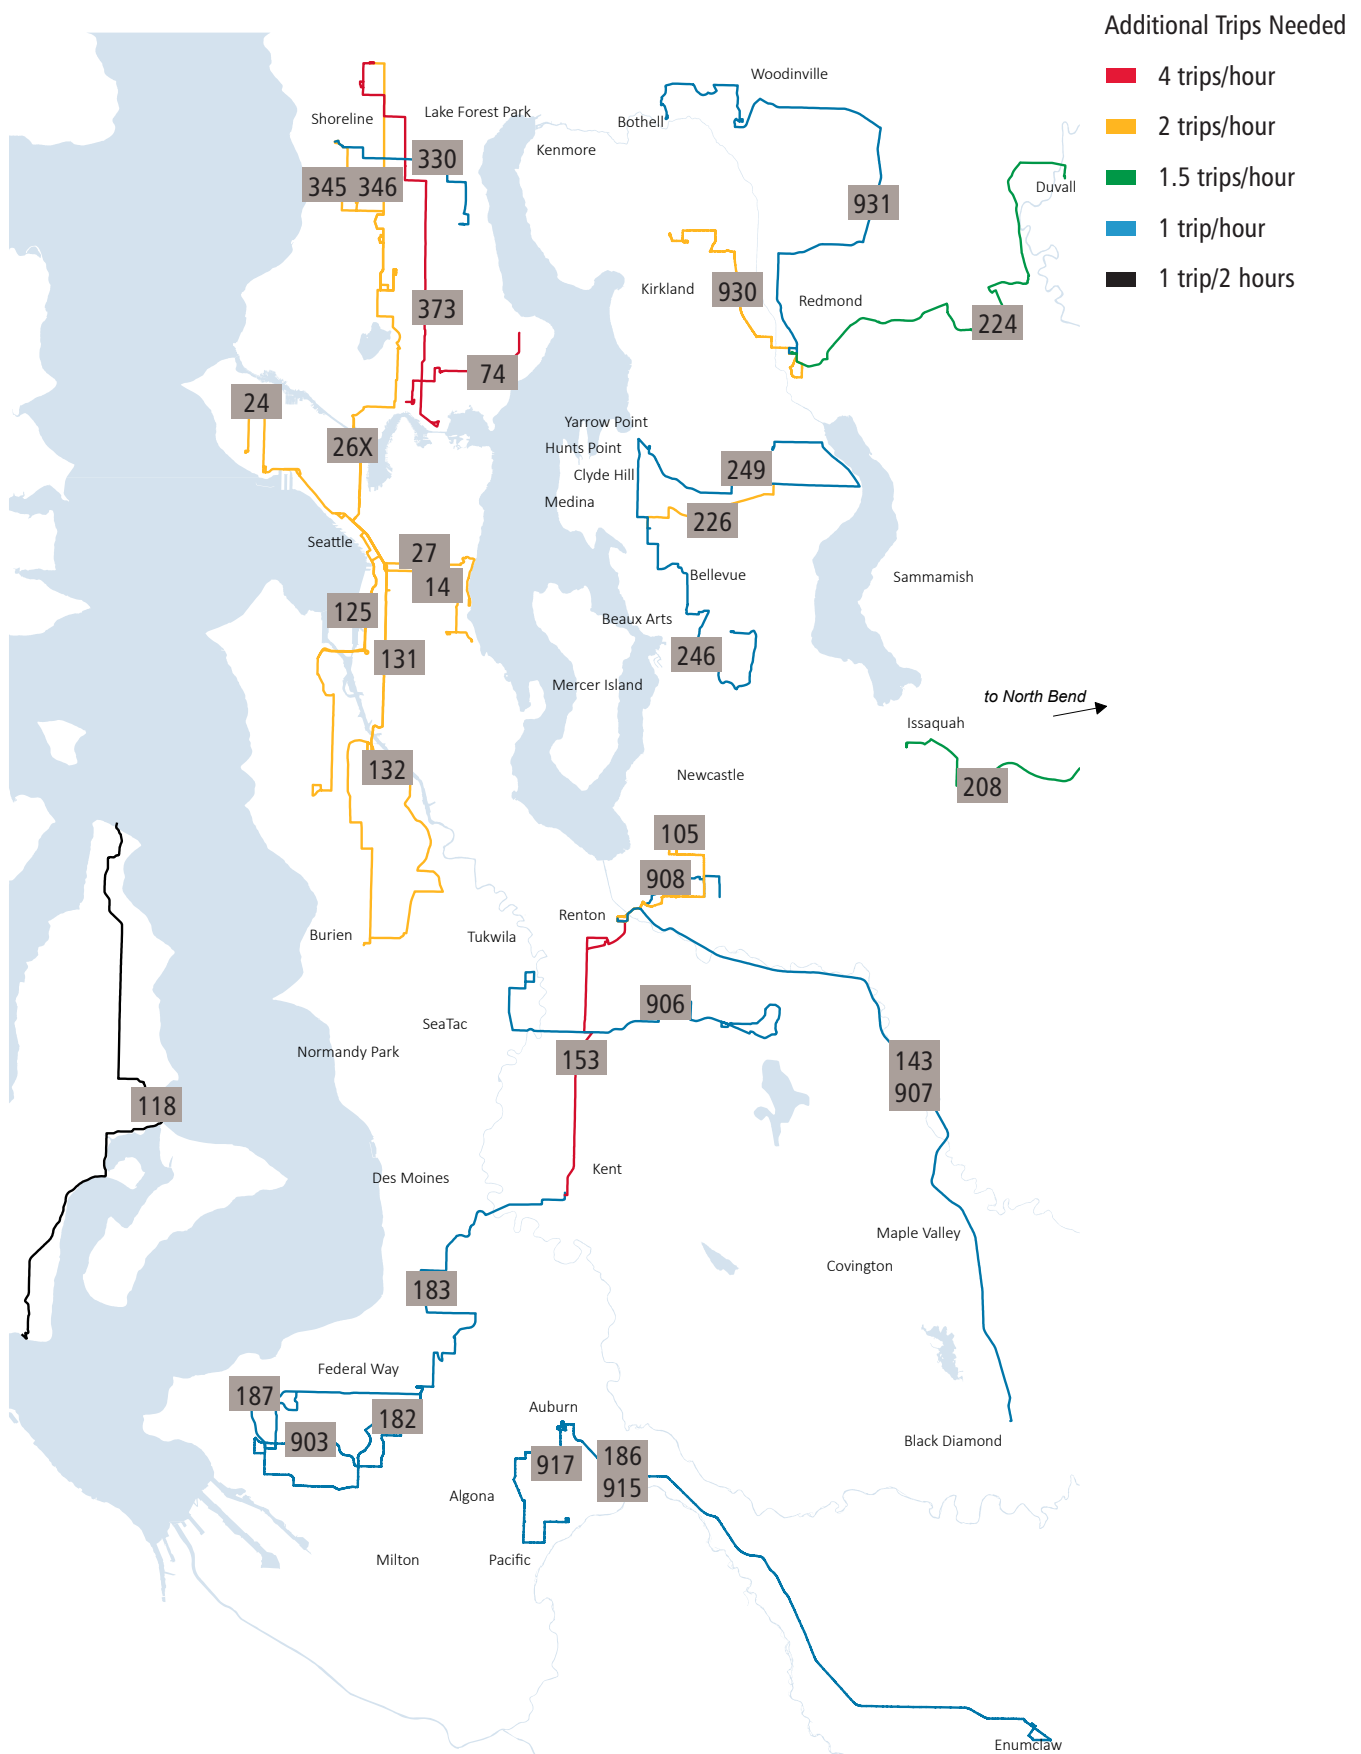 Additional Trips Needed
4 trips/hour
2 trips/hour
1.5 trips/hour
1 trip/hour
1 trip/2 hours
Woodinville
Shoreline
Lake Forest Park
Bothell
Kenmore
330
345 346
Duvall
931
Kirkland
930
Redmond
373
224
74
24
26X
Yarrow Point
Hunts Point
Clyde Hill
249
Medina
226
Seattle
27
14
Bellevue
Sammamish
125
Beaux Arts
131
246
Mercer Island
to North Bend
Issaquah
132
Newcastle
208
105
908
Renton
Burien
Tukwila
906
SeaTac
Normandy Park
153
143
907
118
Des Moines
Kent
Maple Valley
Covington
183
Federal Way
187
182
903
Auburn
Black Diamond
917
186
915
Algona
Milton
Pacific
Enumclaw